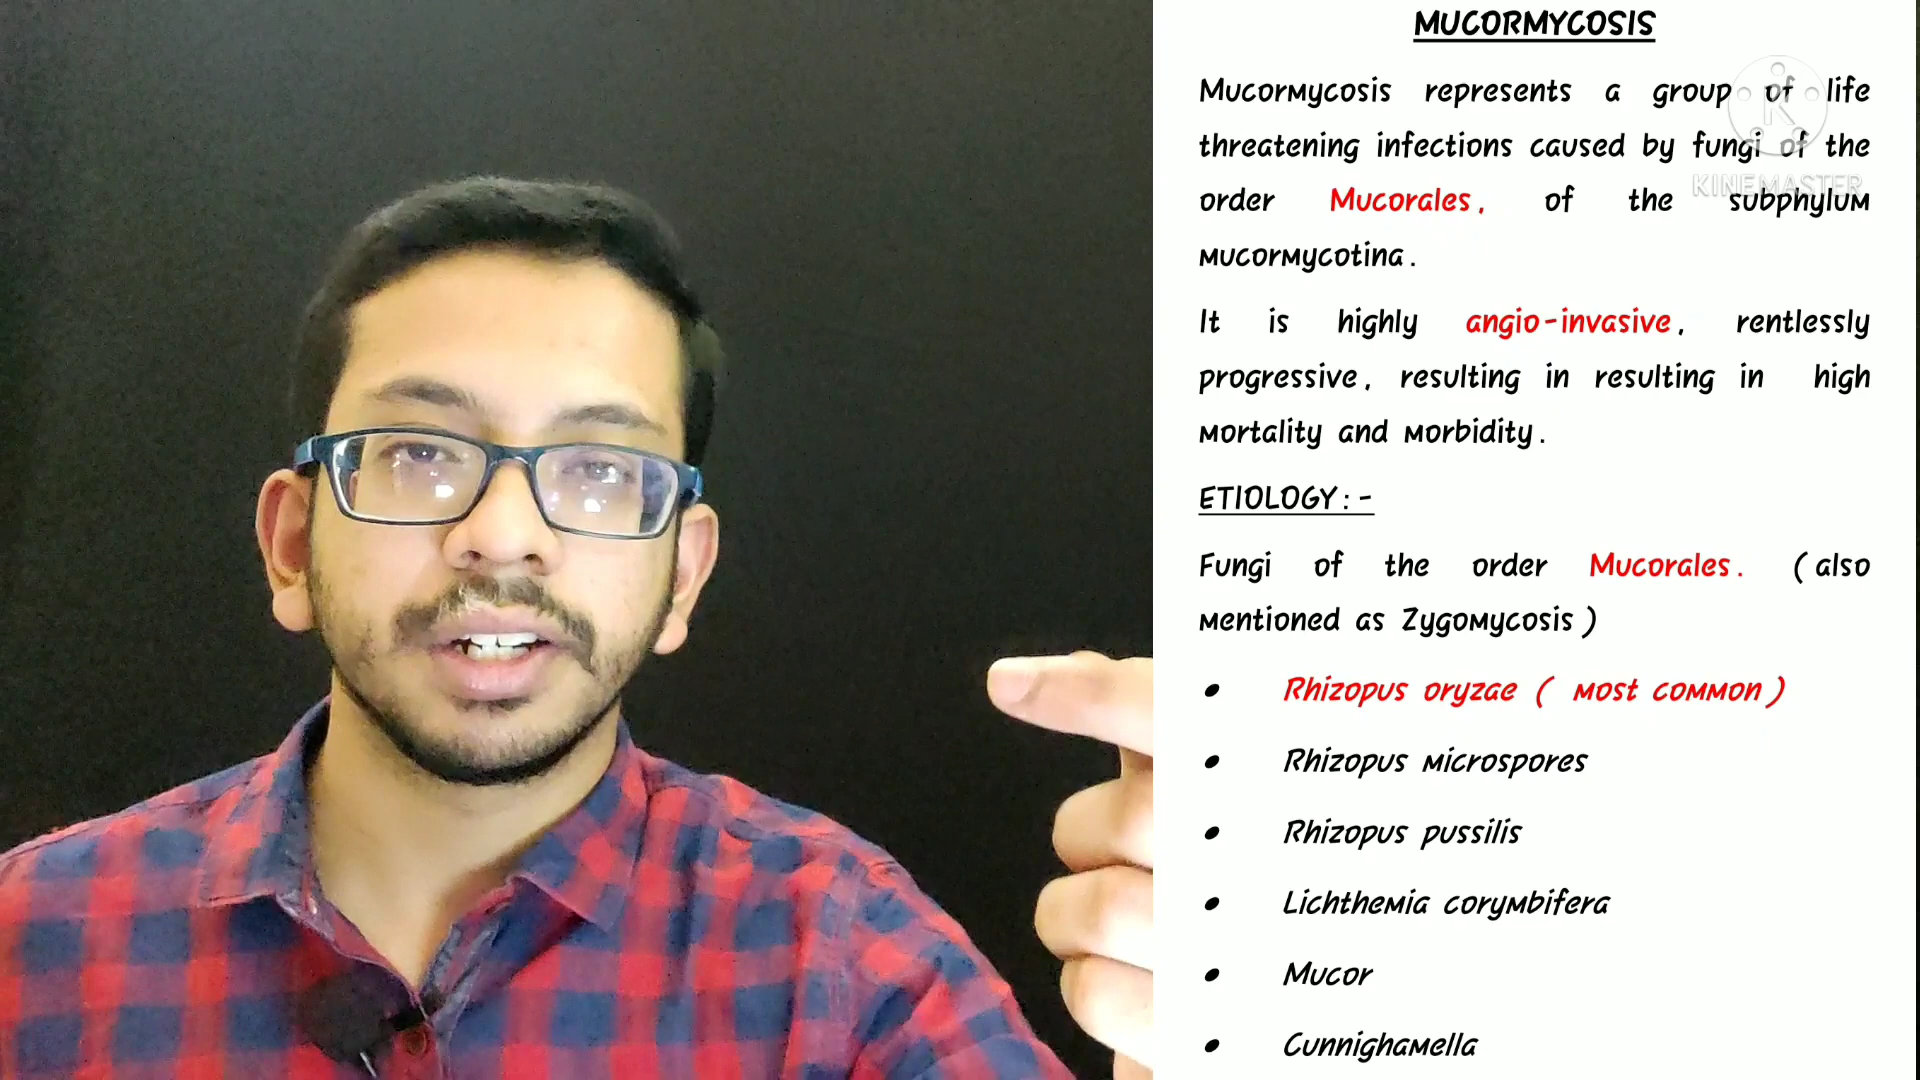 MUCORMYCOSIS
Mucormycosis represents a group of life
threatening infections caused by fungi of the
order Mucorales, of the subphylum
mucormycotina.
It is highly angio-invasive, rentlessly
progressive, resulting in resulting in high
mortality and morbidity.
ETIOLOGY:-
Fungi of the order Mucorales. (also
mentioned as Zygomycosis)
• Rhizopus oryzae ( most common)
• Rhizopus microspores
• Rhizopus pussilis
• Lichthemia corymbifera
• Mucor
• Cunnighamella
K
KINEMASTER